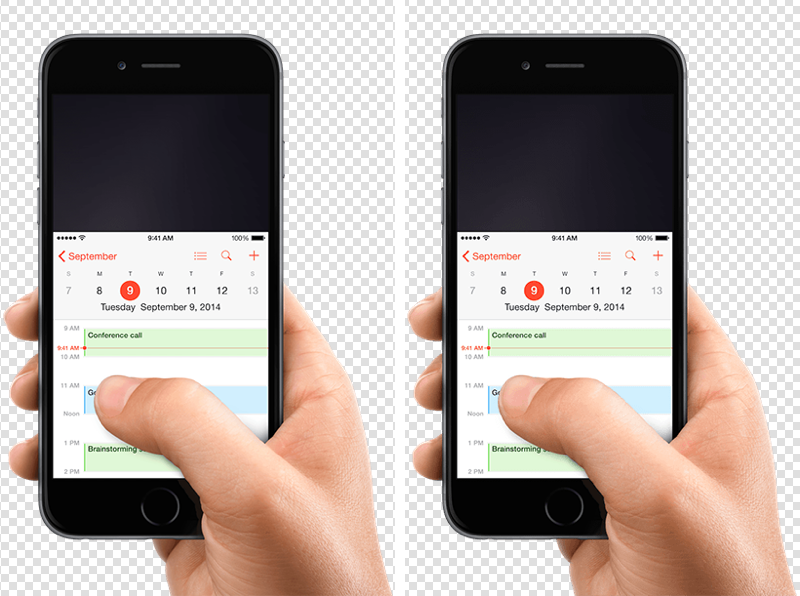 9:41 AM 100%
September
S M T W T F S
7 8 9 10 11 12 13
Tuesday September 9, 2014
9 AM Conference call
9:41 AM
10 AM
11 AM
Noon
1 PM Brainstorming
2 PM
9:41 AM 100%
September
S M T W T F S
7 8 9 10 11 12 13
Tuesday September 9, 2014
9 AM Conference call
9:41 AM
10 AM
11 AM
Noon
1 PM Brainstorming
2 PM